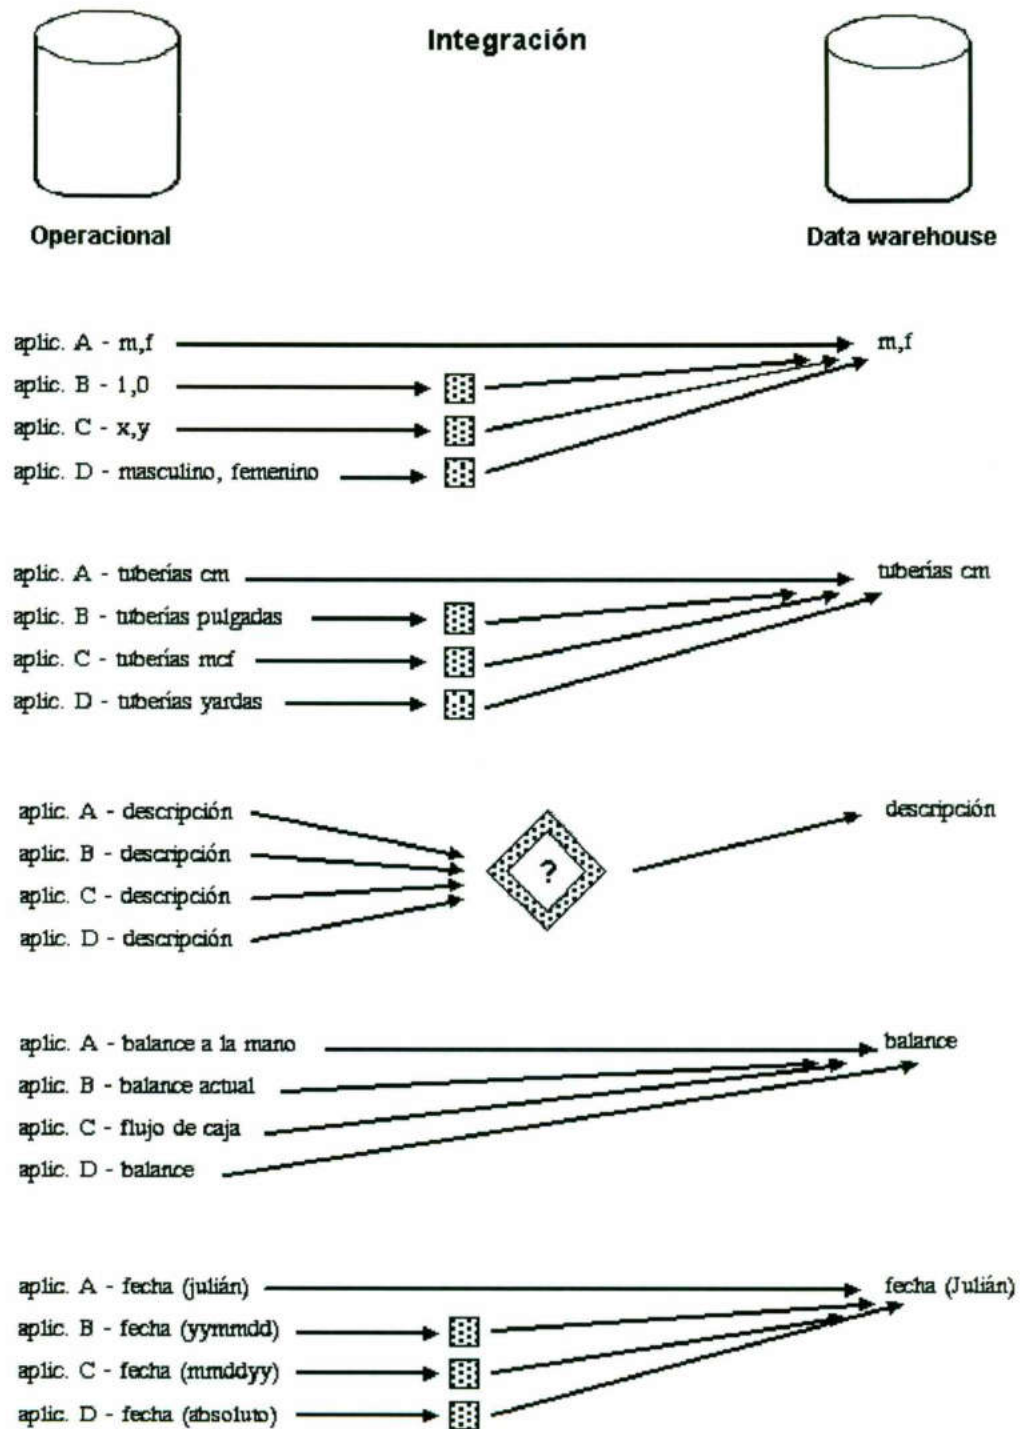 Integración
Operacional
Data warehouse
aplic. A - m,f
m,f
aplic. B - 1,0
aplic. C - x,y
aplic. D - masculino, femenino
aplic. A - tuberías cm
tuberías cm
aplic. B - tuberías pulgadas
aplic. C - tuberías mcf
aplic. D - tuberías yardas
aplic. A - descripción
descripción
aplic. B - descripción
?
aplic. C - descripción
aplic. D - descripción
aplic. A - balance a la mano
balance
aplic. B - balance actual
aplic. C - flujo de caja
aplic. D - balance
aplic. A - fecha (julián)
fecha (Julián)
aplic. B - fecha (yymmdd)
aplic. C - fecha (mmddyy)
aplic. D - fecha (absoluto)